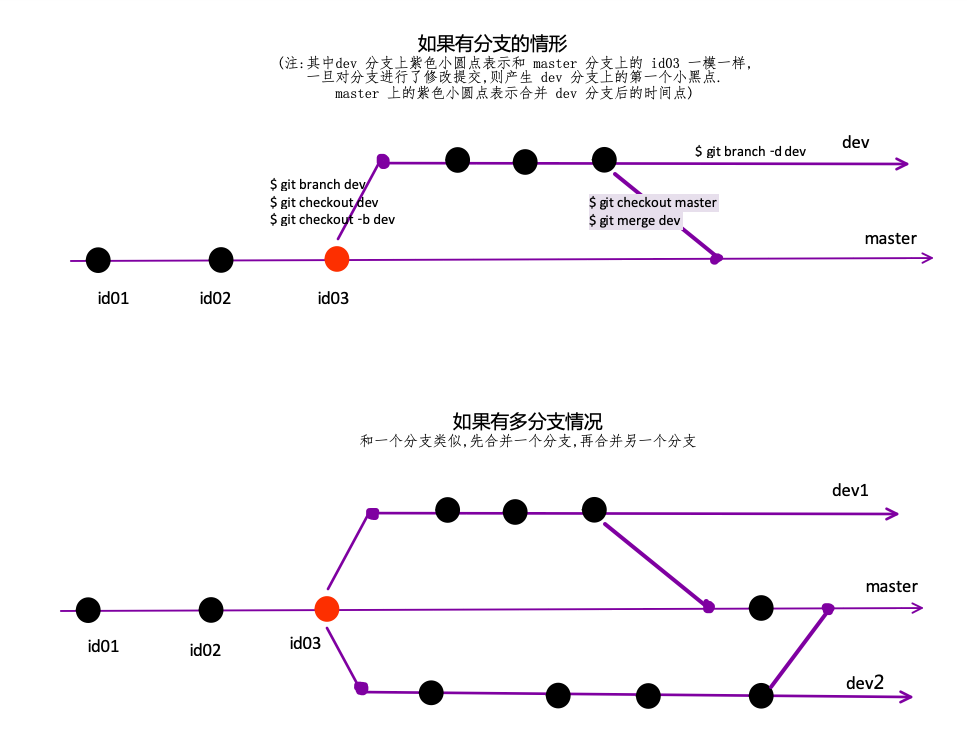 如果有分支的情形
(注:其中dev 分支上紫色小圆点表示和 master 分支上的 id03 一模一样,
一旦对分支进行了修改提交,则产生 dev 分支上的第一个小黑点.
master 上的紫色小圆点表示合并 dev 分支后的时间点)
$ git branch -d dev
dev
$ git branch dev
$ git checkout dev
$ git checkout -b dev
$ git checkout master
$ git merge dev
master
id01
id02
id03
如果有多分支情况
和一个分支类似,先合并一个分支,再合并另一个分支
dev1
master
id01
id02
id03
dev2